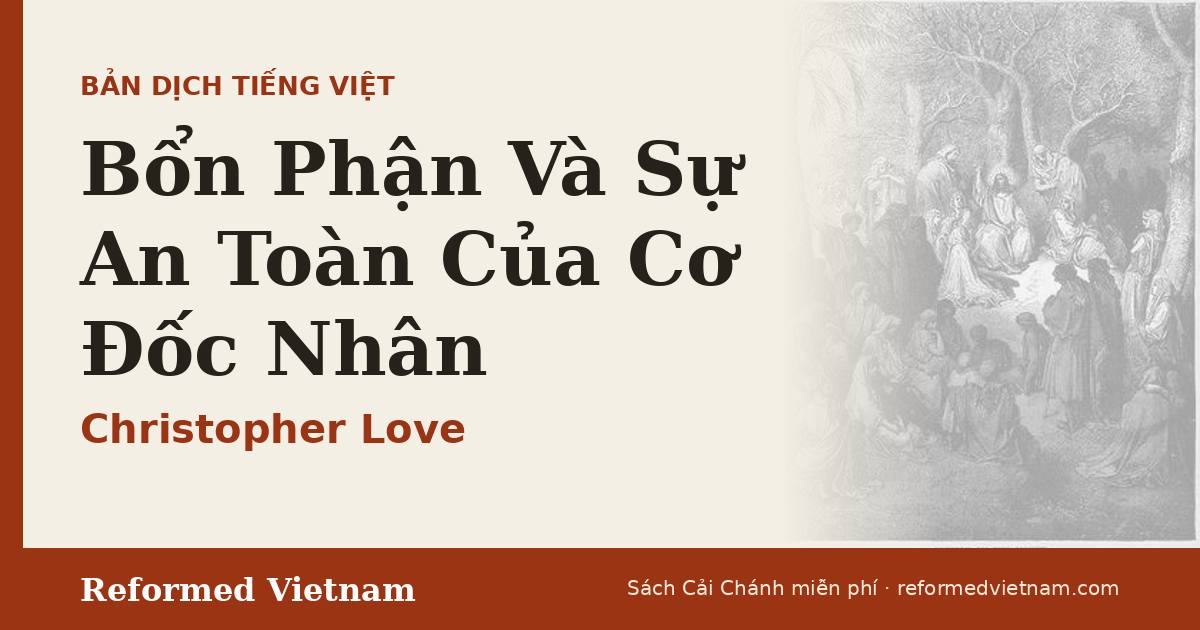 BẢN DỊCH TIẾNG VIỆT
Bổn Phận Và Sự
An Toàn Của Cơ
Đốc Nhân
Christopher Love
Reformed Vietnam
Sách Cải Chánh miễn phí · reformedvietnam.com